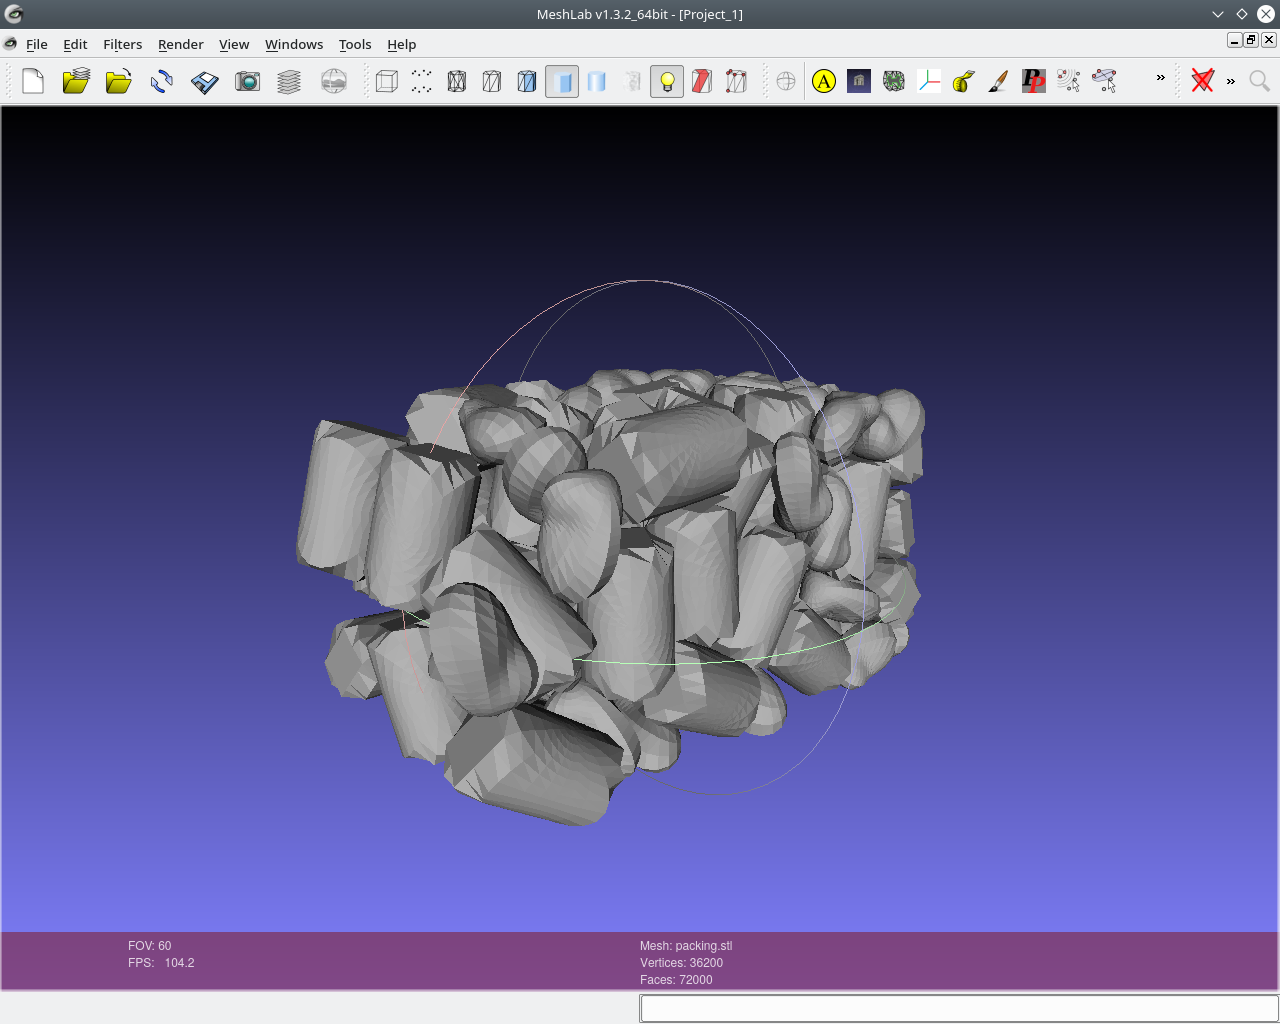 MeshLab v1.3.2_64bit - [Project_1]
File Edit Filters Render View Windows Tools Help
A
PP
FOV: 60
FPS: 104.2
Mesh: packing.stl
Vertices: 36200
Faces: 72000